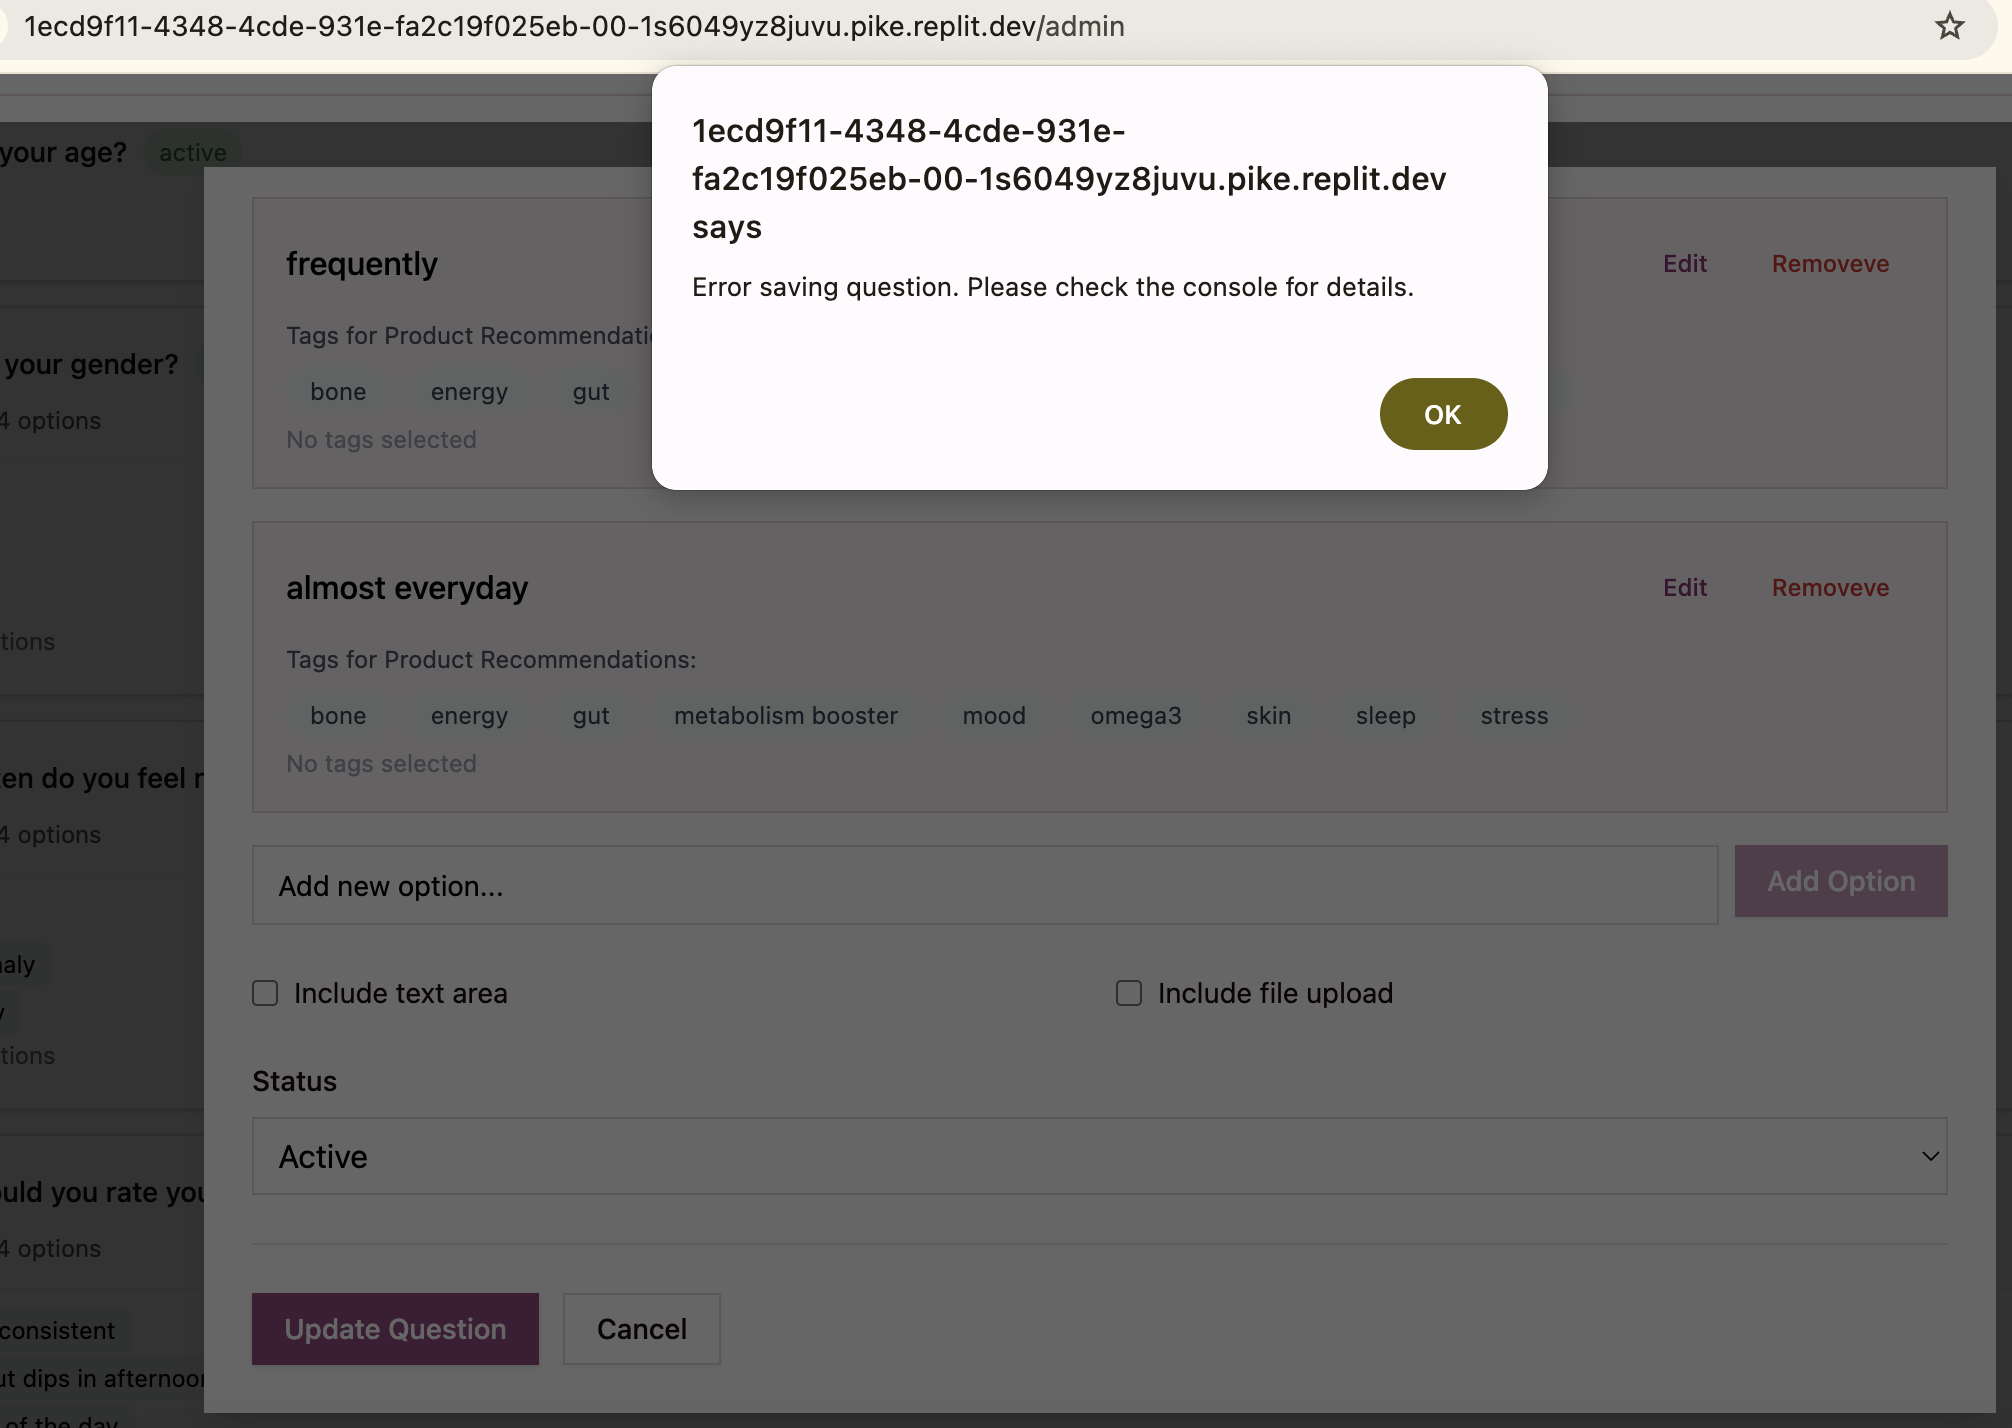 1ecd9f11-4348-4cde-931e-fa2c19f025eb-00-1s6049yz8juvu.pike.replit.dev/admin
your age? active
your gender?
4 options
tions
4 options
tions
4 options
consistent
of the day
1ecd9f11-4348-4cde-931e-
fa2c19f025eb-00-1s6049yz8juvu.pike.replit.dev
says
Error saving question. Please check the console for details.
OK
frequently
Edit Removeve
Tags for Product Recommendati
bone energy gut
No tags selected
almost everyday
Edit Removeve
Tags for Product Recommendations:
bone energy gut metabolism booster mood omega3 skin sleep stress
No tags selected
Add new option...
Add Option
Include text area
Include file upload
Status
Active
Update Question
Cancel
en do you feel
uld you rate you
dips in afternoon